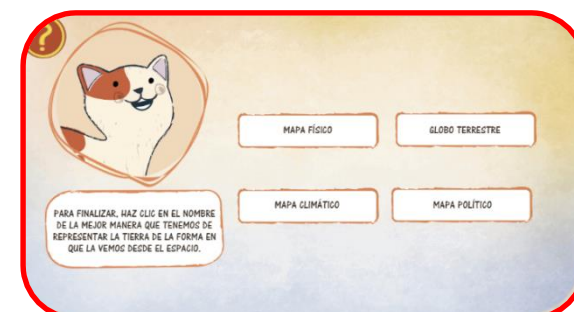 ?
MAPA FÍSICO
GLOBO TERRESTRE
MAPA CLIMÁTICO
MAPA POLÍTICO
PARA FINALIZAR, HAZ CLIC EN EL NOMBRE
DE LA MEJOR MANERA QUE TENEMOS DE
REPRESENTAR LA TIERRA DE LA FORMA EN
QUE LA VEMOS DESDE EL ESPACIO.